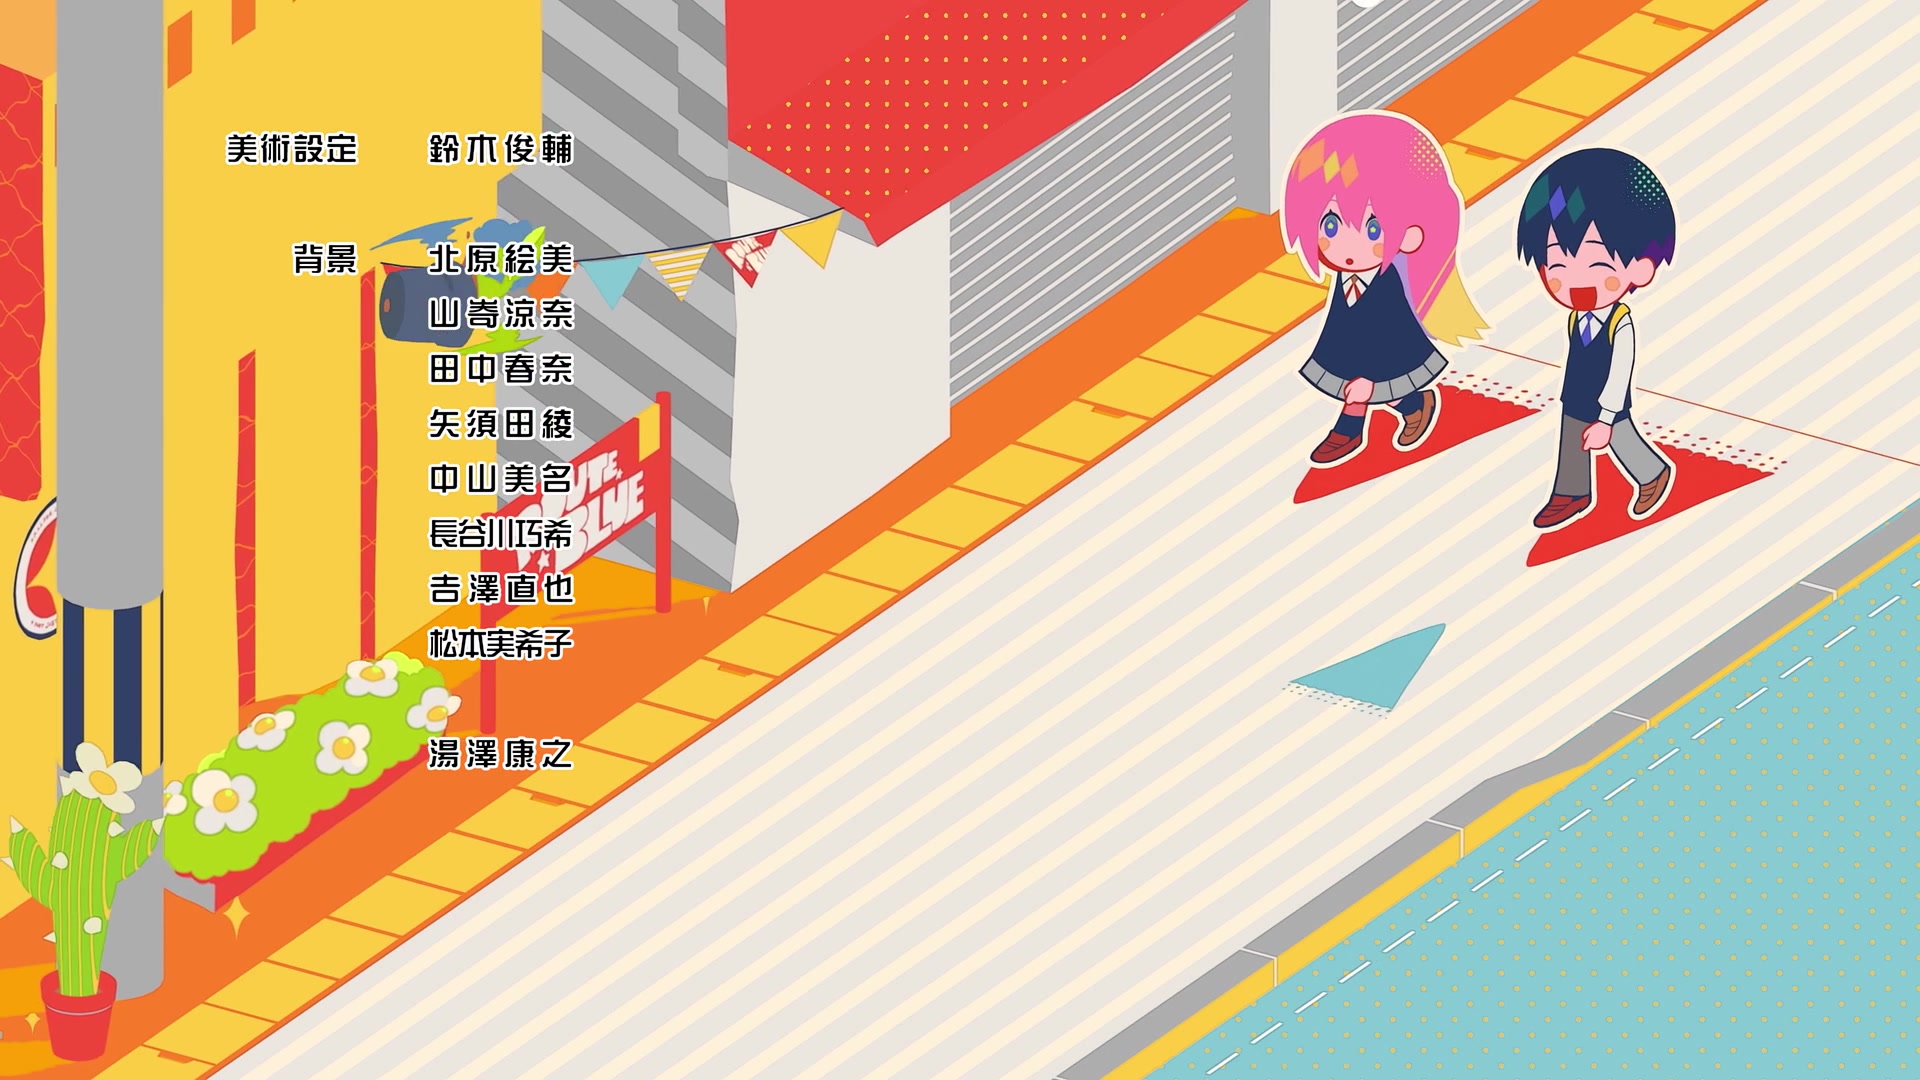 美術設定 鈴木俊輔
背景 北原絵美
山嵜涼奈
田中春奈
矢須田綾
中山美名
長谷川巧希
吉澤直也
松本実希子
湯澤康之
BLUE